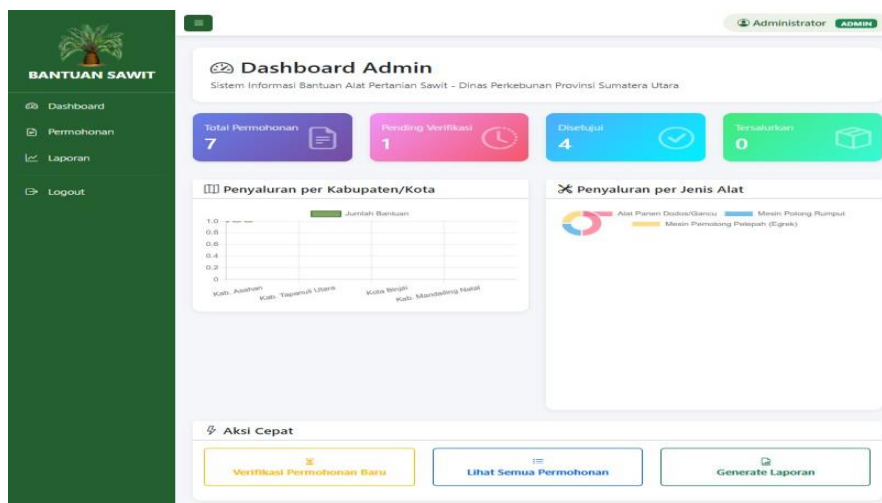 BANTUAN SAWIT
Dashboard
Permohonan
Laporan
Logout
Administrator ADMIN
Dashboard Admin
Sistem Informasi Bantuan Alat Pertanian Sawit - Dinas Perkebunan Provinsi Sumatera Utara
Total Permohonan
7
Pending Verifikasi
1
Disetujui
4
Tersalurkan
0
Penyaluran per Kabupaten/Kota
Jumlah Bantuan
1.0
0.8
0.6
0.4
0.2
0
Kab. Asahan
Kab. Tapanuli Utara
Kota Binjai
Kab. Mandailing Natal
Penyaluran per Jenis Alat
Alat Panen Dodos/Gancu Mesin Potong Rumput
Mesin Pemotong Pelepah (Egrek)
Aksi Cepat
Verifikasi Permohonan Baru
Lihat Semua Permohonan
Generate Laporan